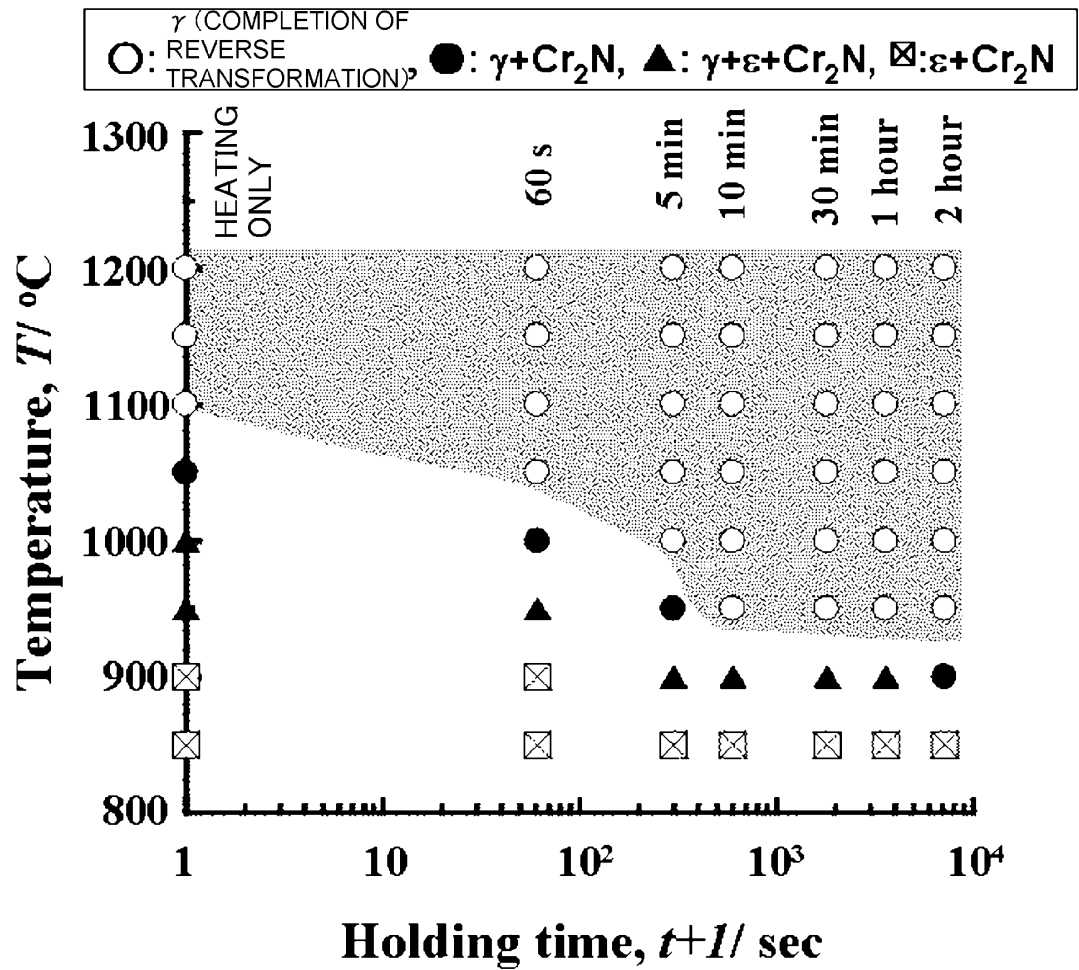 γ (COMPLETION OF
○: REVERSE
TRANSFORMATION), ●: γ+Cr₂N, ▲: γ+ε+Cr₂N, ⊠:ε+Cr₂N
HEATING
ONLY
60 s
5 min
10 min
30 min
1 hour
2 hour
1300
1200
1100
1000
900
800
Temperature, T/ °C
1
10
10²
10³
10⁴
Holding time, t+1/ sec